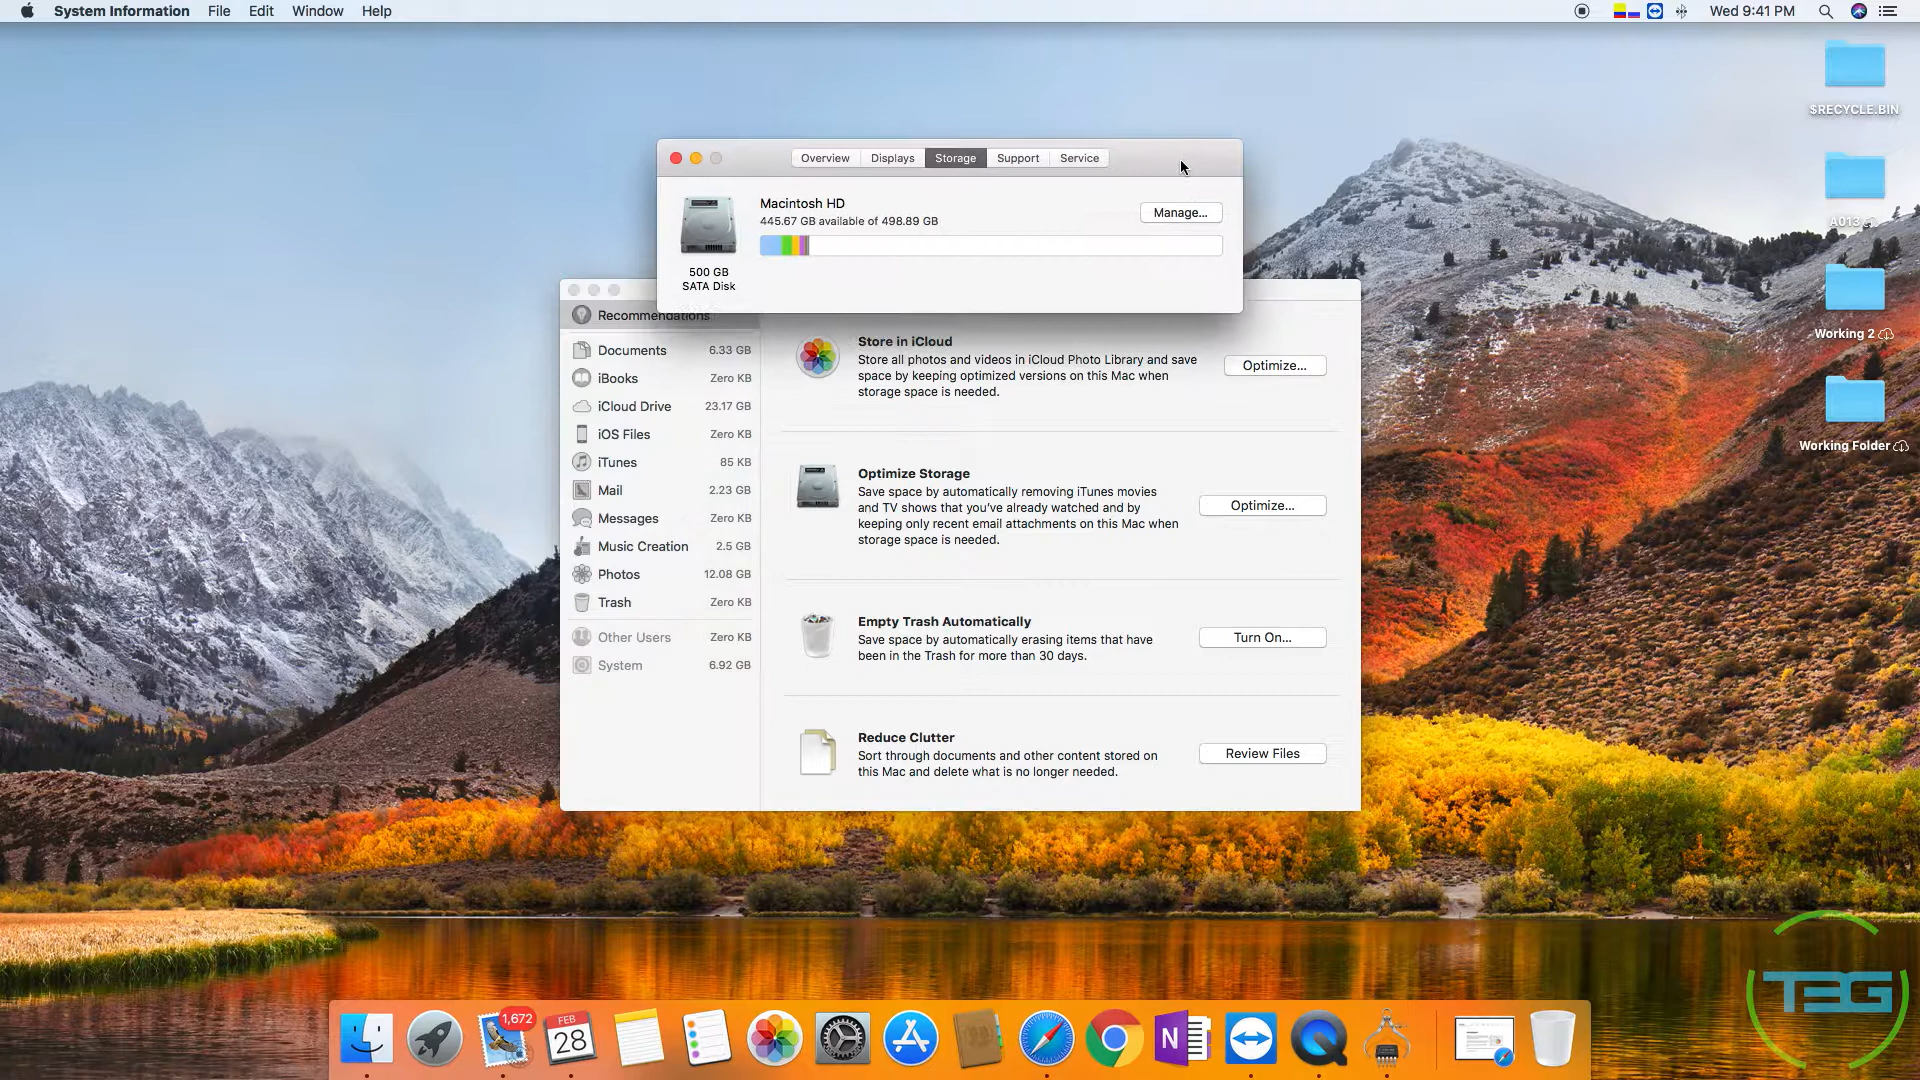 System Information File Edit Window Help
Wed 9:41 PM
$RECYCLE.BIN
A013
Working 2
Working Folder
Overview Displays Storage Support Service
Macintosh HD
445.67 GB available of 498.89 GB
Manage...
500 GB
SATA Disk
Recommendations
Documents 6.33 GB
iBooks Zero KB
iCloud Drive 23.17 GB
iOS Files Zero KB
iTunes 85 KB
Mail 2.23 GB
Messages Zero KB
Music Creation 2.5 GB
Photos 12.08 GB
Trash Zero KB
Other Users Zero KB
System 6.92 GB
Store in iCloud
Store all photos and videos in iCloud Photo Library and save
space by keeping optimized versions on this Mac when
storage space is needed.
Optimize...
Optimize Storage
Save space by automatically removing iTunes movies
and TV shows that you've already watched and by
keeping only recent email attachments on this Mac when
storage space is needed.
Optimize...
Empty Trash Automatically
Save space by automatically erasing items that have
been in the Trash for more than 30 days.
Turn On...
Reduce Clutter
Sort through documents and other content stored on
this Mac and delete what is no longer needed.
Review Files
1,672
FEB
28
N
TEG